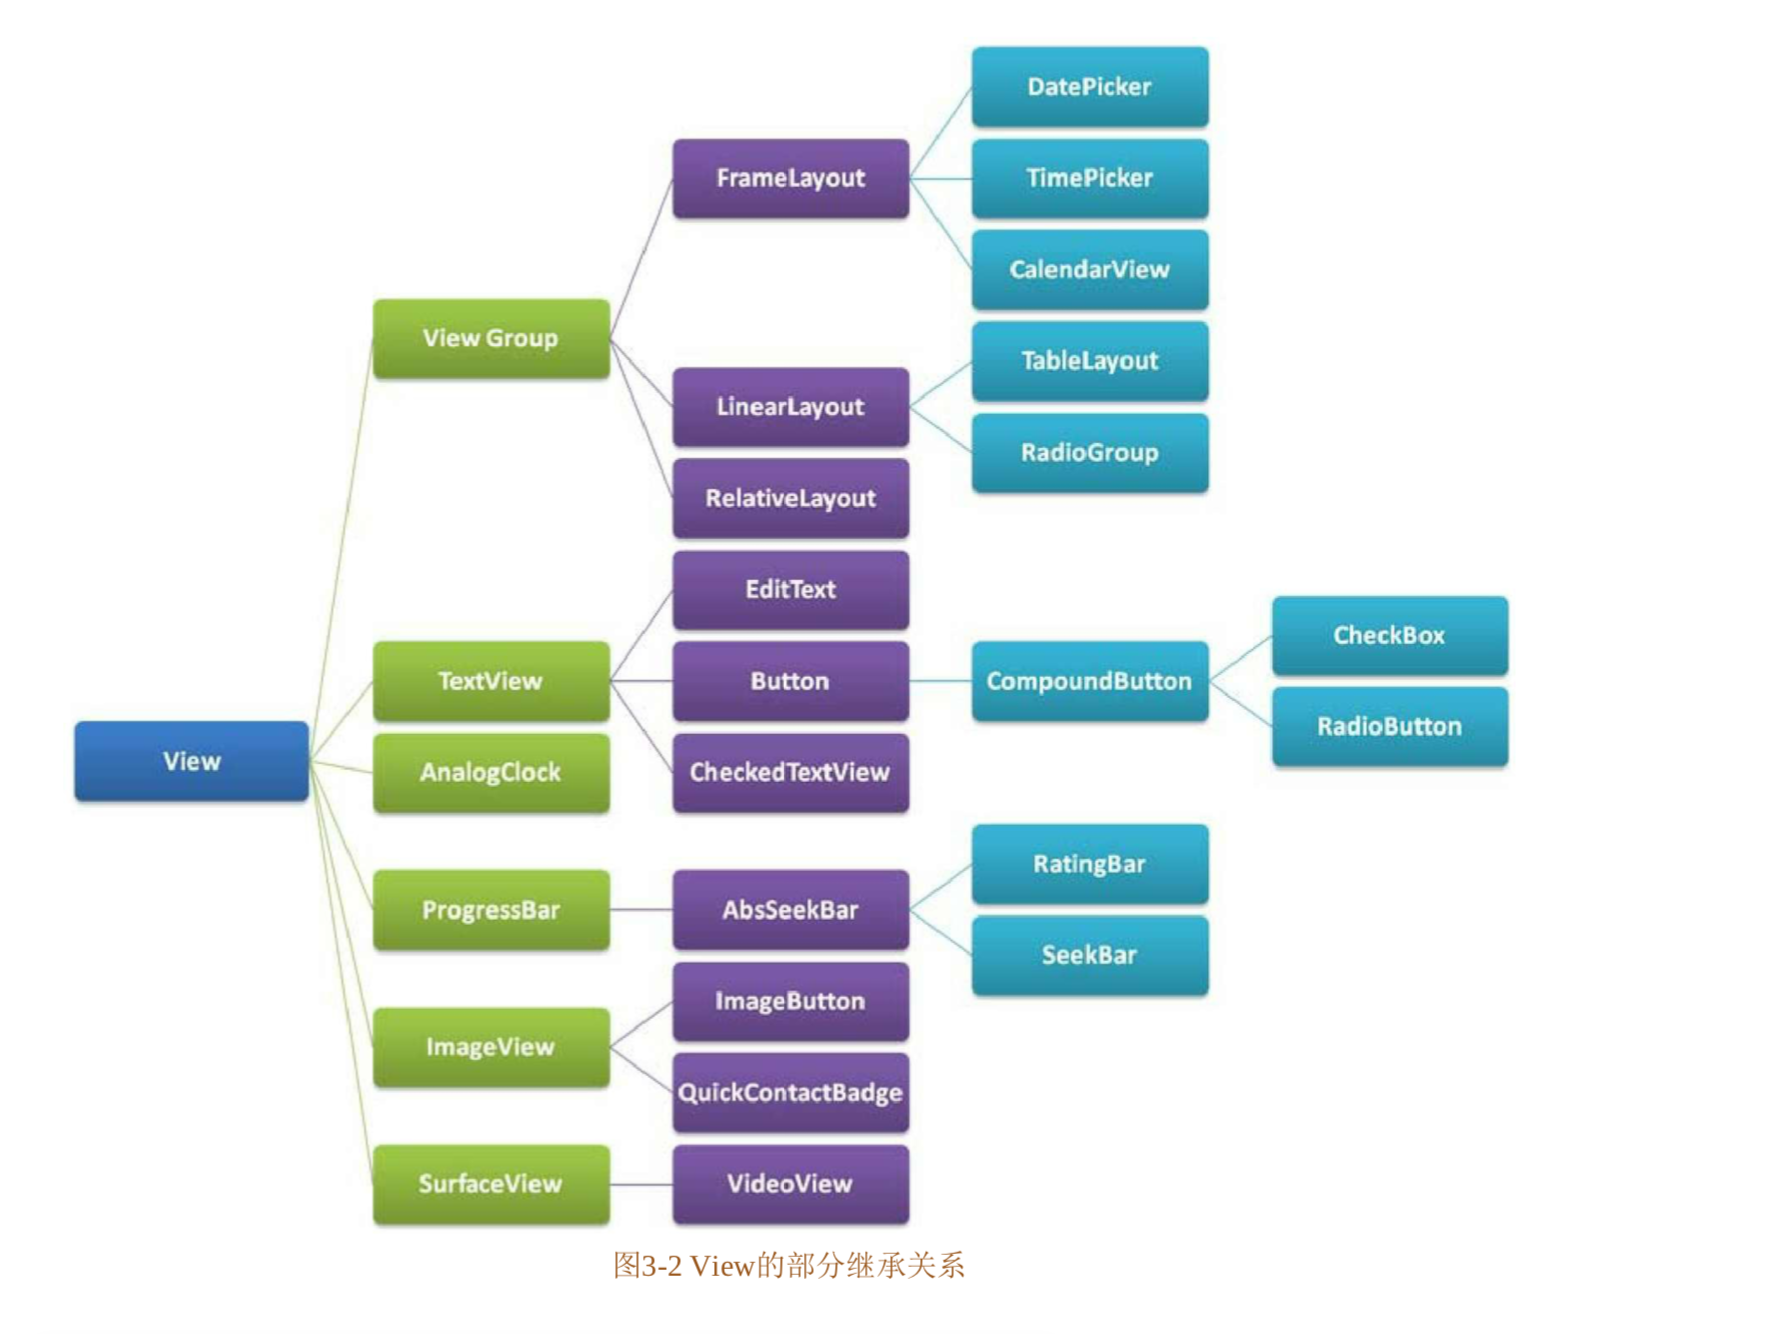 DatePicker
FrameLayout
TimePicker
CalendarView
View Group
TableLayout
LinearLayout
RadioGroup
RelativeLayout
EditText
CheckBox
TextView
Button
CompoundButton
RadioButton
View
AnalogClock
CheckedTextView
RatingBar
ProgressBar
AbsSeekBar
SeekBar
ImageButton
ImageView
QuickContactBadge
SurfaceView
VideoView
图3-2 View的部分继承关系